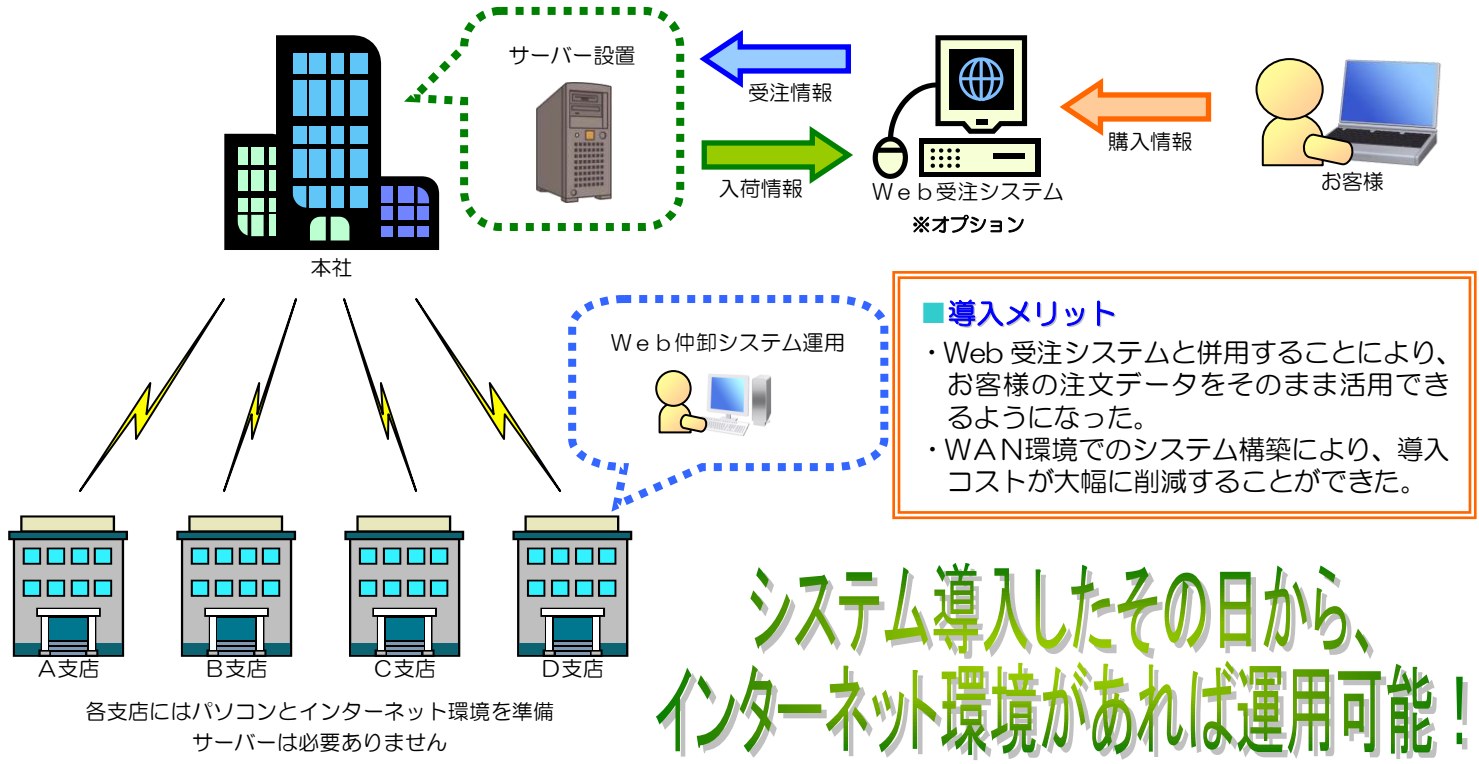 サーバー設置
受注情報
入荷情報
Ｗｅｂ受注システム
※オプション
購入情報
お客様
本社
Ｗｅｂ仲卸システム運用
■導入メリット
・Web 受注システムと併用することにより、
お客様の注文データをそのまま活用でき
るようになった。
・ＷＡＮ環境でのシステム構築により、導入
コストが大幅に削減することができた。
Ａ支店
Ｂ支店
Ｃ支店
Ｄ支店
各支店にはパソコンとインターネット環境を準備
サーバーは必要ありません
システム導入したその日から、
インターネット環境があれば運用可能！